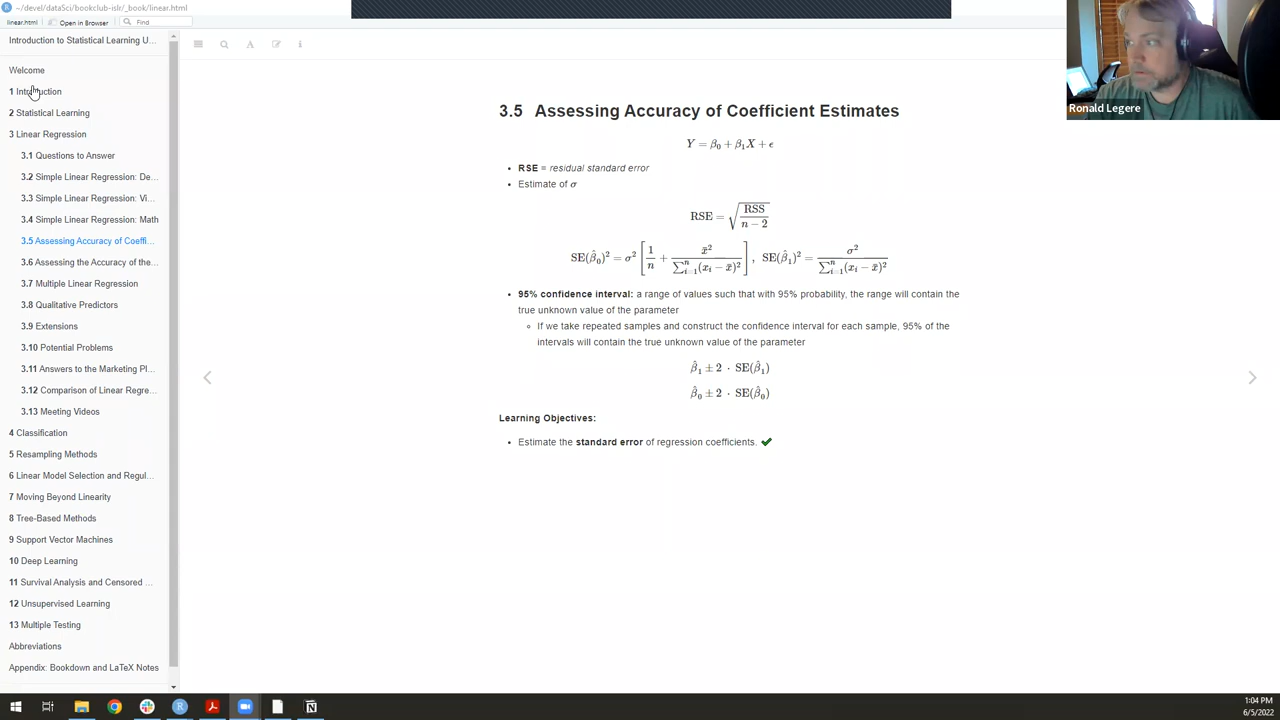 ~/devel/dataSci/bookclub-islr/_book/linear.html
linear.html
Open in Browser
Find
Introduction to Statistical Learning U...
Welcome
1 Introduction
2 Statistical Learning
3 Linear Regression
3.1 Questions to Answer
3.2 Simple Linear Regression: De...
3.3 Simple Linear Regression: Vi...
3.4 Simple Linear Regression: Math
3.5 Assessing Accuracy of Coeffi...
3.6 Assessing the Accuracy of the...
3.7 Multiple Linear Regression
3.8 Qualitative Predictors
3.9 Extensions
3.10 Potential Problems
3.11 Answers to the Marketing Pl...
3.12 Comparison of Linear Regre...
3.13 Meeting Videos
4 Classification
5 Resampling Methods
6 Linear Model Selection and Regul...
7 Moving Beyond Linearity
8 Tree-Based Methods
9 Support Vector Machines
10 Deep Learning
11 Survival Analysis and Censored ...
12 Unsupervised Learning
13 Multiple Testing
Abbreviations
Appendix: Bookdown and LaTeX Notes
3.5 Assessing Accuracy of Coefficient Estimates
Y = β₀ + β₁X + ϵ
• RSE = residual standard error
• Estimate of σ
RSE = √(RSS / (n − 2))
SE(β̂₀)² = σ² [1/n + x̄² / ∑ᵢ₌₁ⁿ(xᵢ − x̄)²], SE(β̂₁)² = σ² / ∑ᵢ₌₁ⁿ(xᵢ − x̄)²
• 95% confidence interval: a range of values such that with 95% probability, the range will contain the
true unknown value of the parameter
◦ If we take repeated samples and construct the confidence interval for each sample, 95% of the
intervals will contain the true unknown value of the parameter
β̂₁ ± 2 · SE(β̂₁)
β̂₀ ± 2 · SE(β̂₀)
Learning Objectives:
• Estimate the standard error of regression coefficients. ✔
Ronald Legere
1:04 PM
6/5/2022